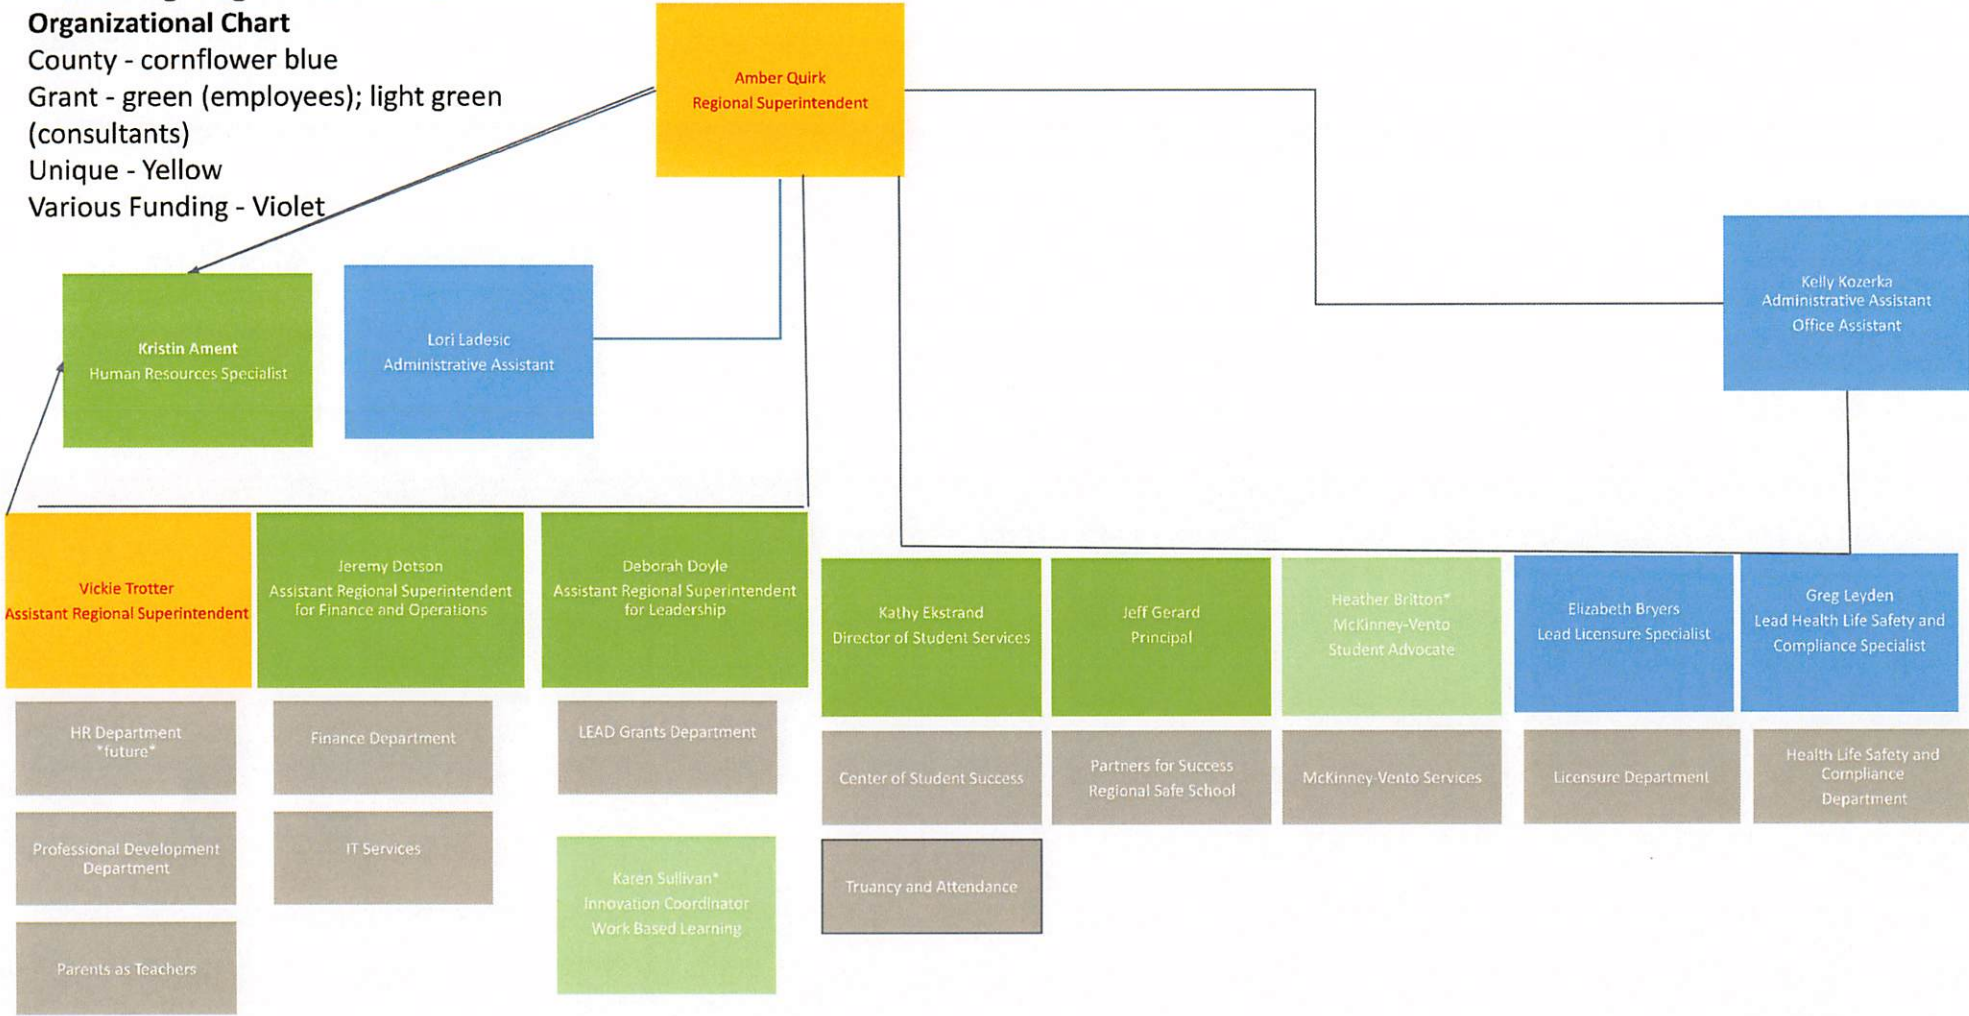 Organizational Chart
County - cornflower blue
Grant - green (employees); light green
(consultants)
Unique - Yellow
Various Funding - Violet
Amber Quirk
Regional Superintendent
Kelly Kozerka
Administrative Assistant
Office Assistant
Kristin Ament
Human Resources Specialist
Lori Ladesic
Administrative Assistant
Vickie Trotter
Assistant Regional Superintendent
Jeremy Dotson
Assistant Regional Superintendent
for Finance and Operations
Deborah Doyle
Assistant Regional Superintendent
for Leadership
Kathy Ekstrand
Director of Student Services
Jeff Gerard
Principal
Heather Britton*
McKinney-Vento
Student Advocate
Elizabeth Bryers
Lead Licensure Specialist
Greg Leyden
Lead Health Life Safety and
Compliance Specialist
HR Department
*future*
Finance Department
LEAD Grants Department
Center of Student Success
Partners for Success
Regional Safe School
McKinney-Vento Services
Licensure Department
Health Life Safety and
Compliance
Department
Professional Development
Department
IT Services
Karen Sullivan*
Innovation Coordinator
Work Based Learning
Truancy and Attendance
Parents as Teachers